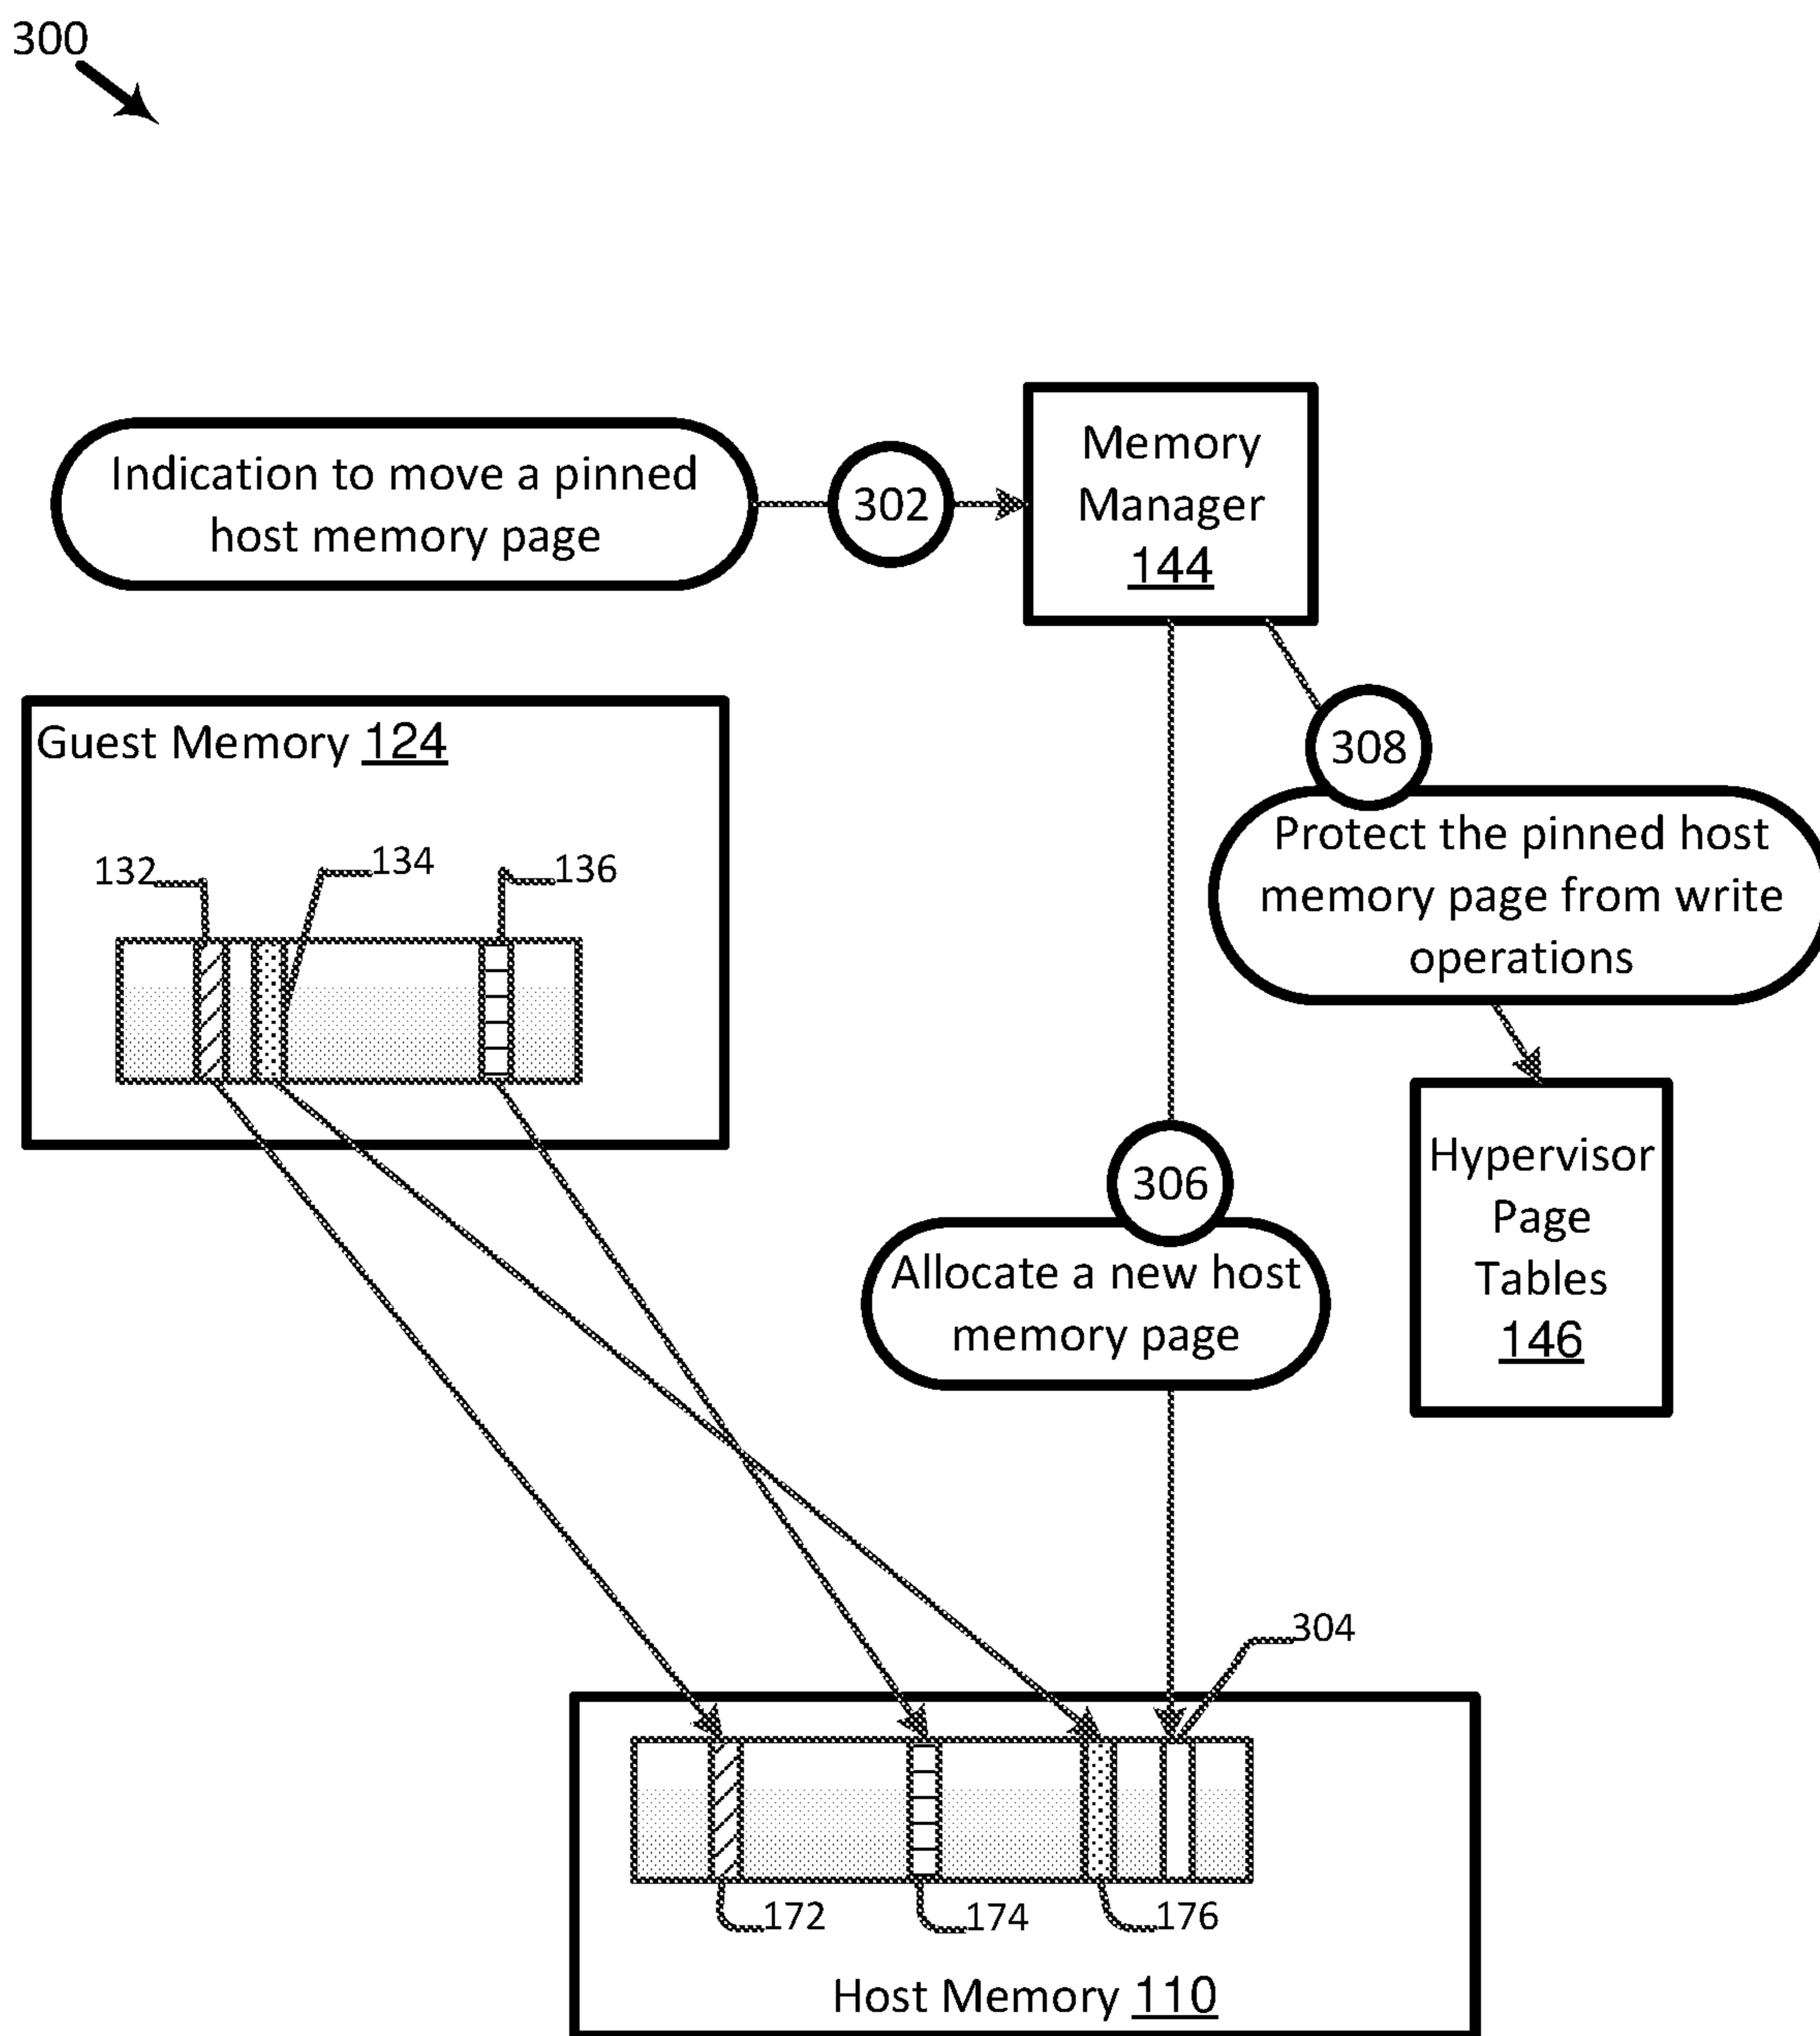 300
Indication to move a pinned
host memory page
302
Memory
Manager
144
308
Protect the pinned host
memory page from write
operations
Guest Memory 124
132
134
136
306
Allocate a new host
memory page
Hypervisor
Page
Tables
146
304
172
174
176
Host Memory 110